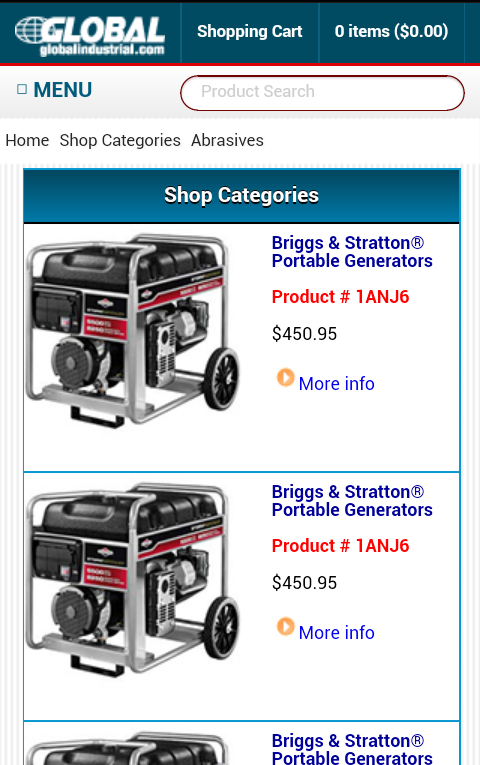 GLOBAL
globalindustrial.com
Shopping Cart
0 items ($0.00)
MENU
Product Search
Home Shop Categories Abrasives
Shop Categories
Briggs & Stratton®
Portable Generators
Product # 1ANJ6
$450.95
More info
Briggs & Stratton®
Portable Generators
Product # 1ANJ6
$450.95
More info
Briggs & Stratton®
Portable Generators